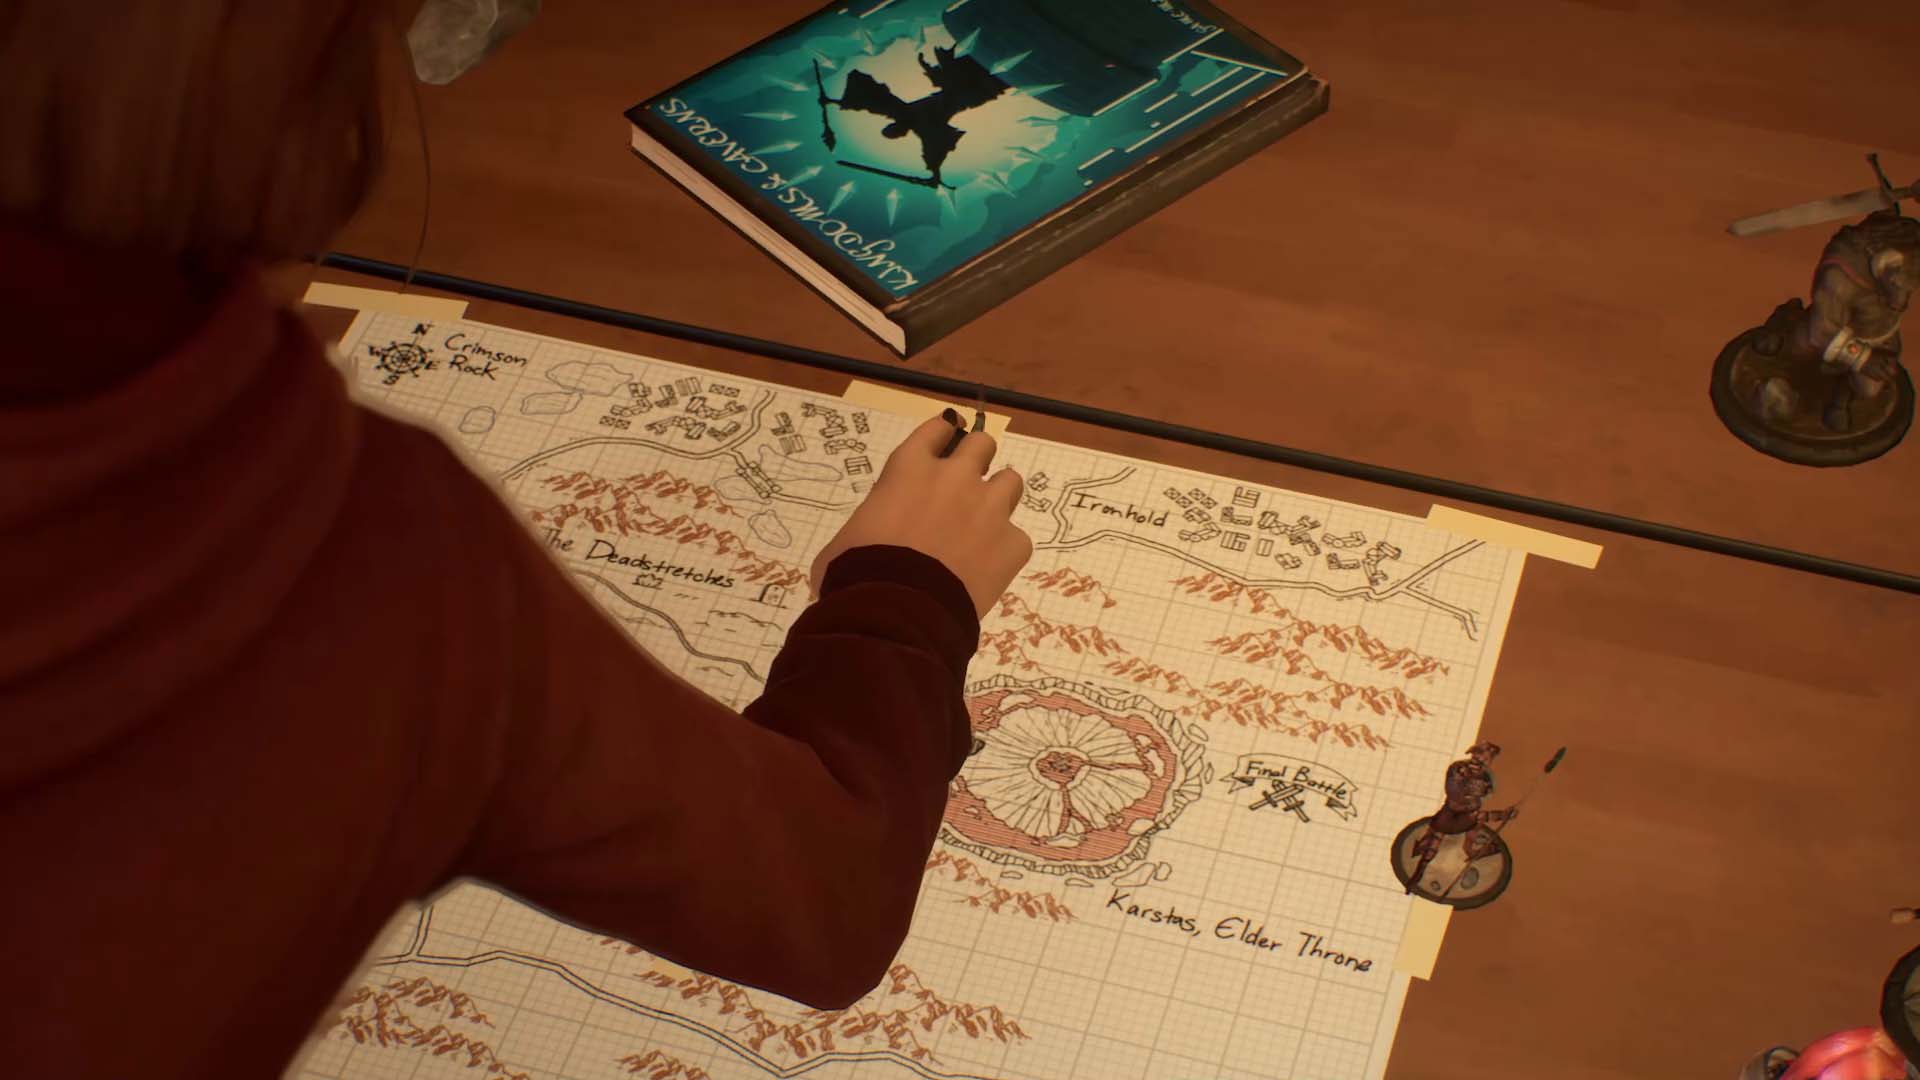 KINGDOMS & CAVERNS
N
E
S
Crimson
Rock
Ironhold
The Deadstretches
Final Battle
Karstas, Elder Throne